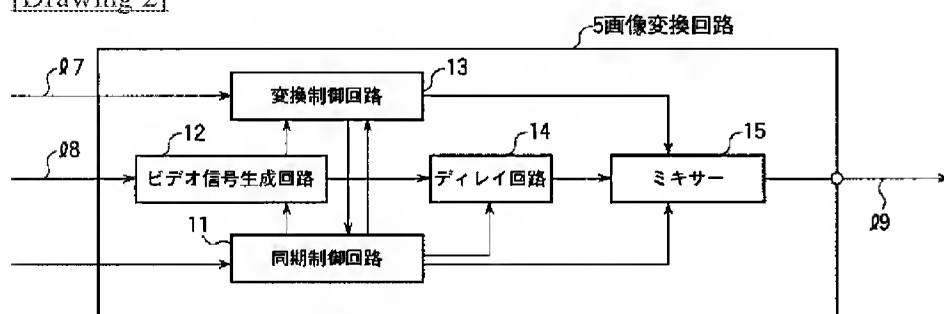 [Drawing 2]
5画像変換回路
ℓ7
13
変換制御回路
ℓ8
12
14
15
ビデオ信号生成回路
ディレイ回路
ミキサー
ℓ9
11
同期制御回路